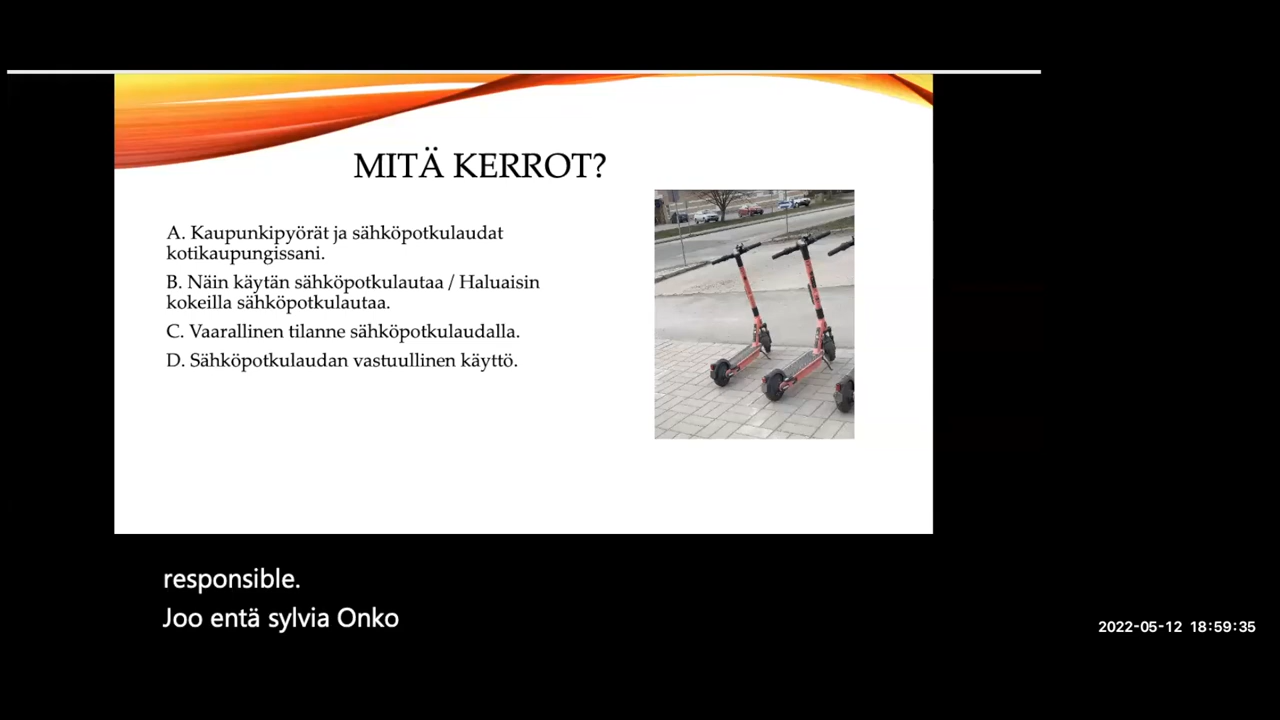 MITÄ KERROT?
A. Kaupunkipyörät ja sähköpotkulaudat
kotikaupungissani.
B. Näin käytän sähköpotkulautaa / Haluaisin
kokeilla sähköpotkulautaa.
C. Vaarallinen tilanne sähköpotkulaudalla.
D. Sähköpotkulaudan vastuullinen käyttö.
responsible.
Joo entä sylvia Onko
2022-05-12 18:59:35